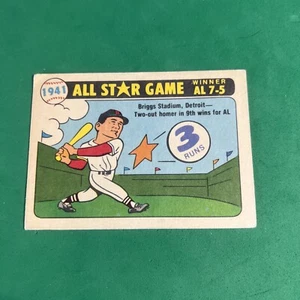 1941
ALL STAR GAME
WINNER
AL 7-5
Briggs Stadium, Detroit—
Two-out homer in 9th wins for AL
3
RUNS